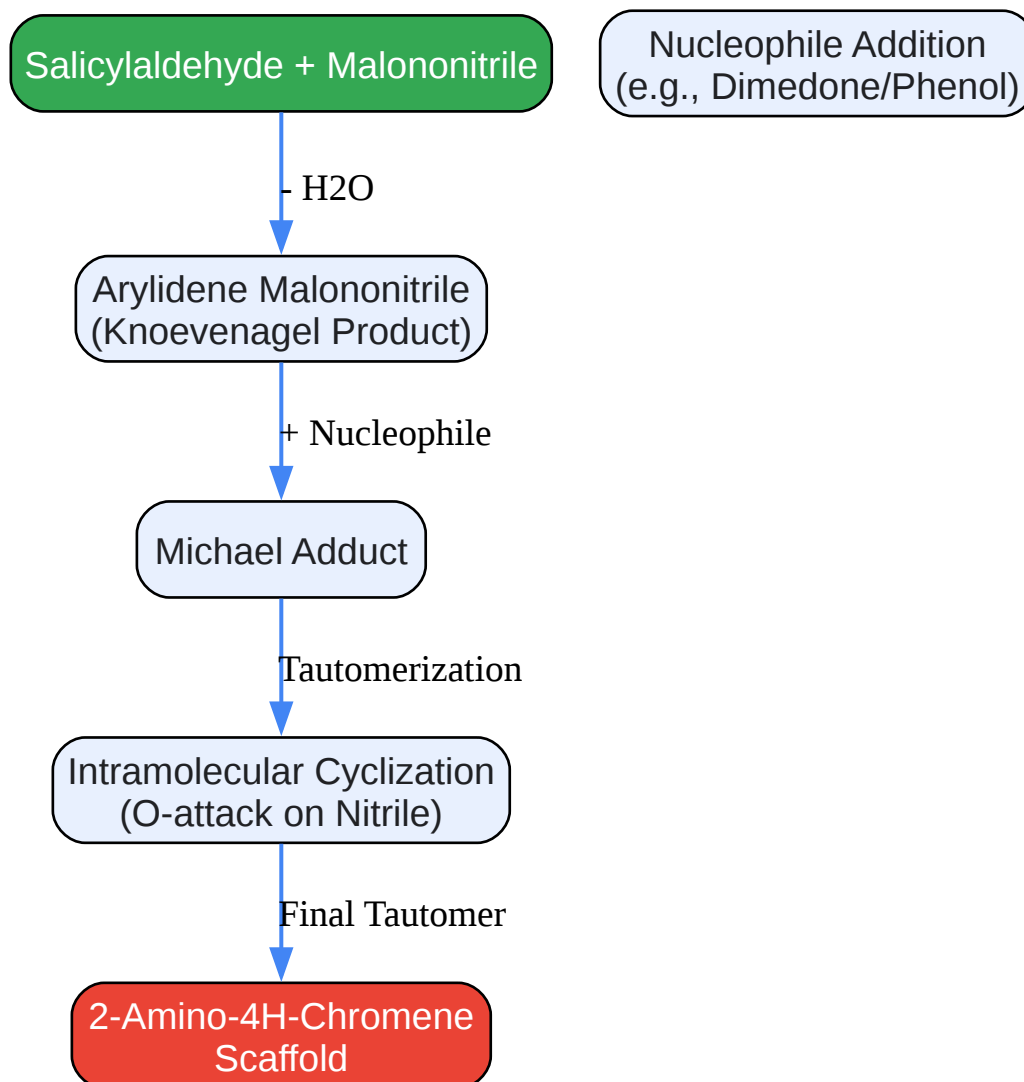 Salicylaldehyde + Malononitrile
Nucleophile Addition
(e.g., Dimedone/Phenol)
- H2O
Arylidene Malononitrile
(Knoevenagel Product)
+ Nucleophile
Michael Adduct
Tautomerization
Intramolecular Cyclization
(O-attack on Nitrile)
Final Tautomer
2-Amino-4H-Chromene
Scaffold